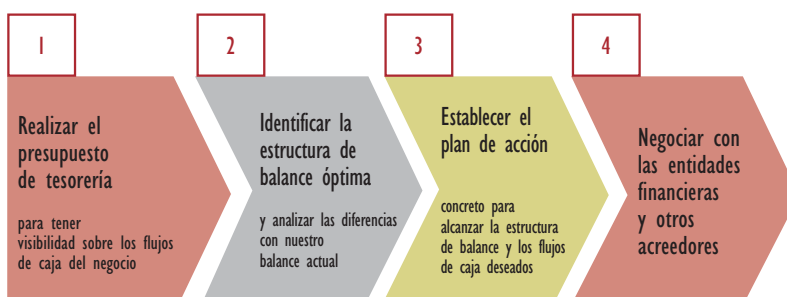 1
Realizar el
presupuesto
de tesorería
para tener
visibilidad sobre los flujos
de caja del negocio
2
Identificar la
estructura de
balance óptima
y analizar las diferencias
con nuestro
balance actual
3
Establecer el
plan de acción
concreto para
alcanzar la estructura
de balance y los flujos
de caja deseados
4
Negociar con
las entidades
financieras
y otros
acreedores